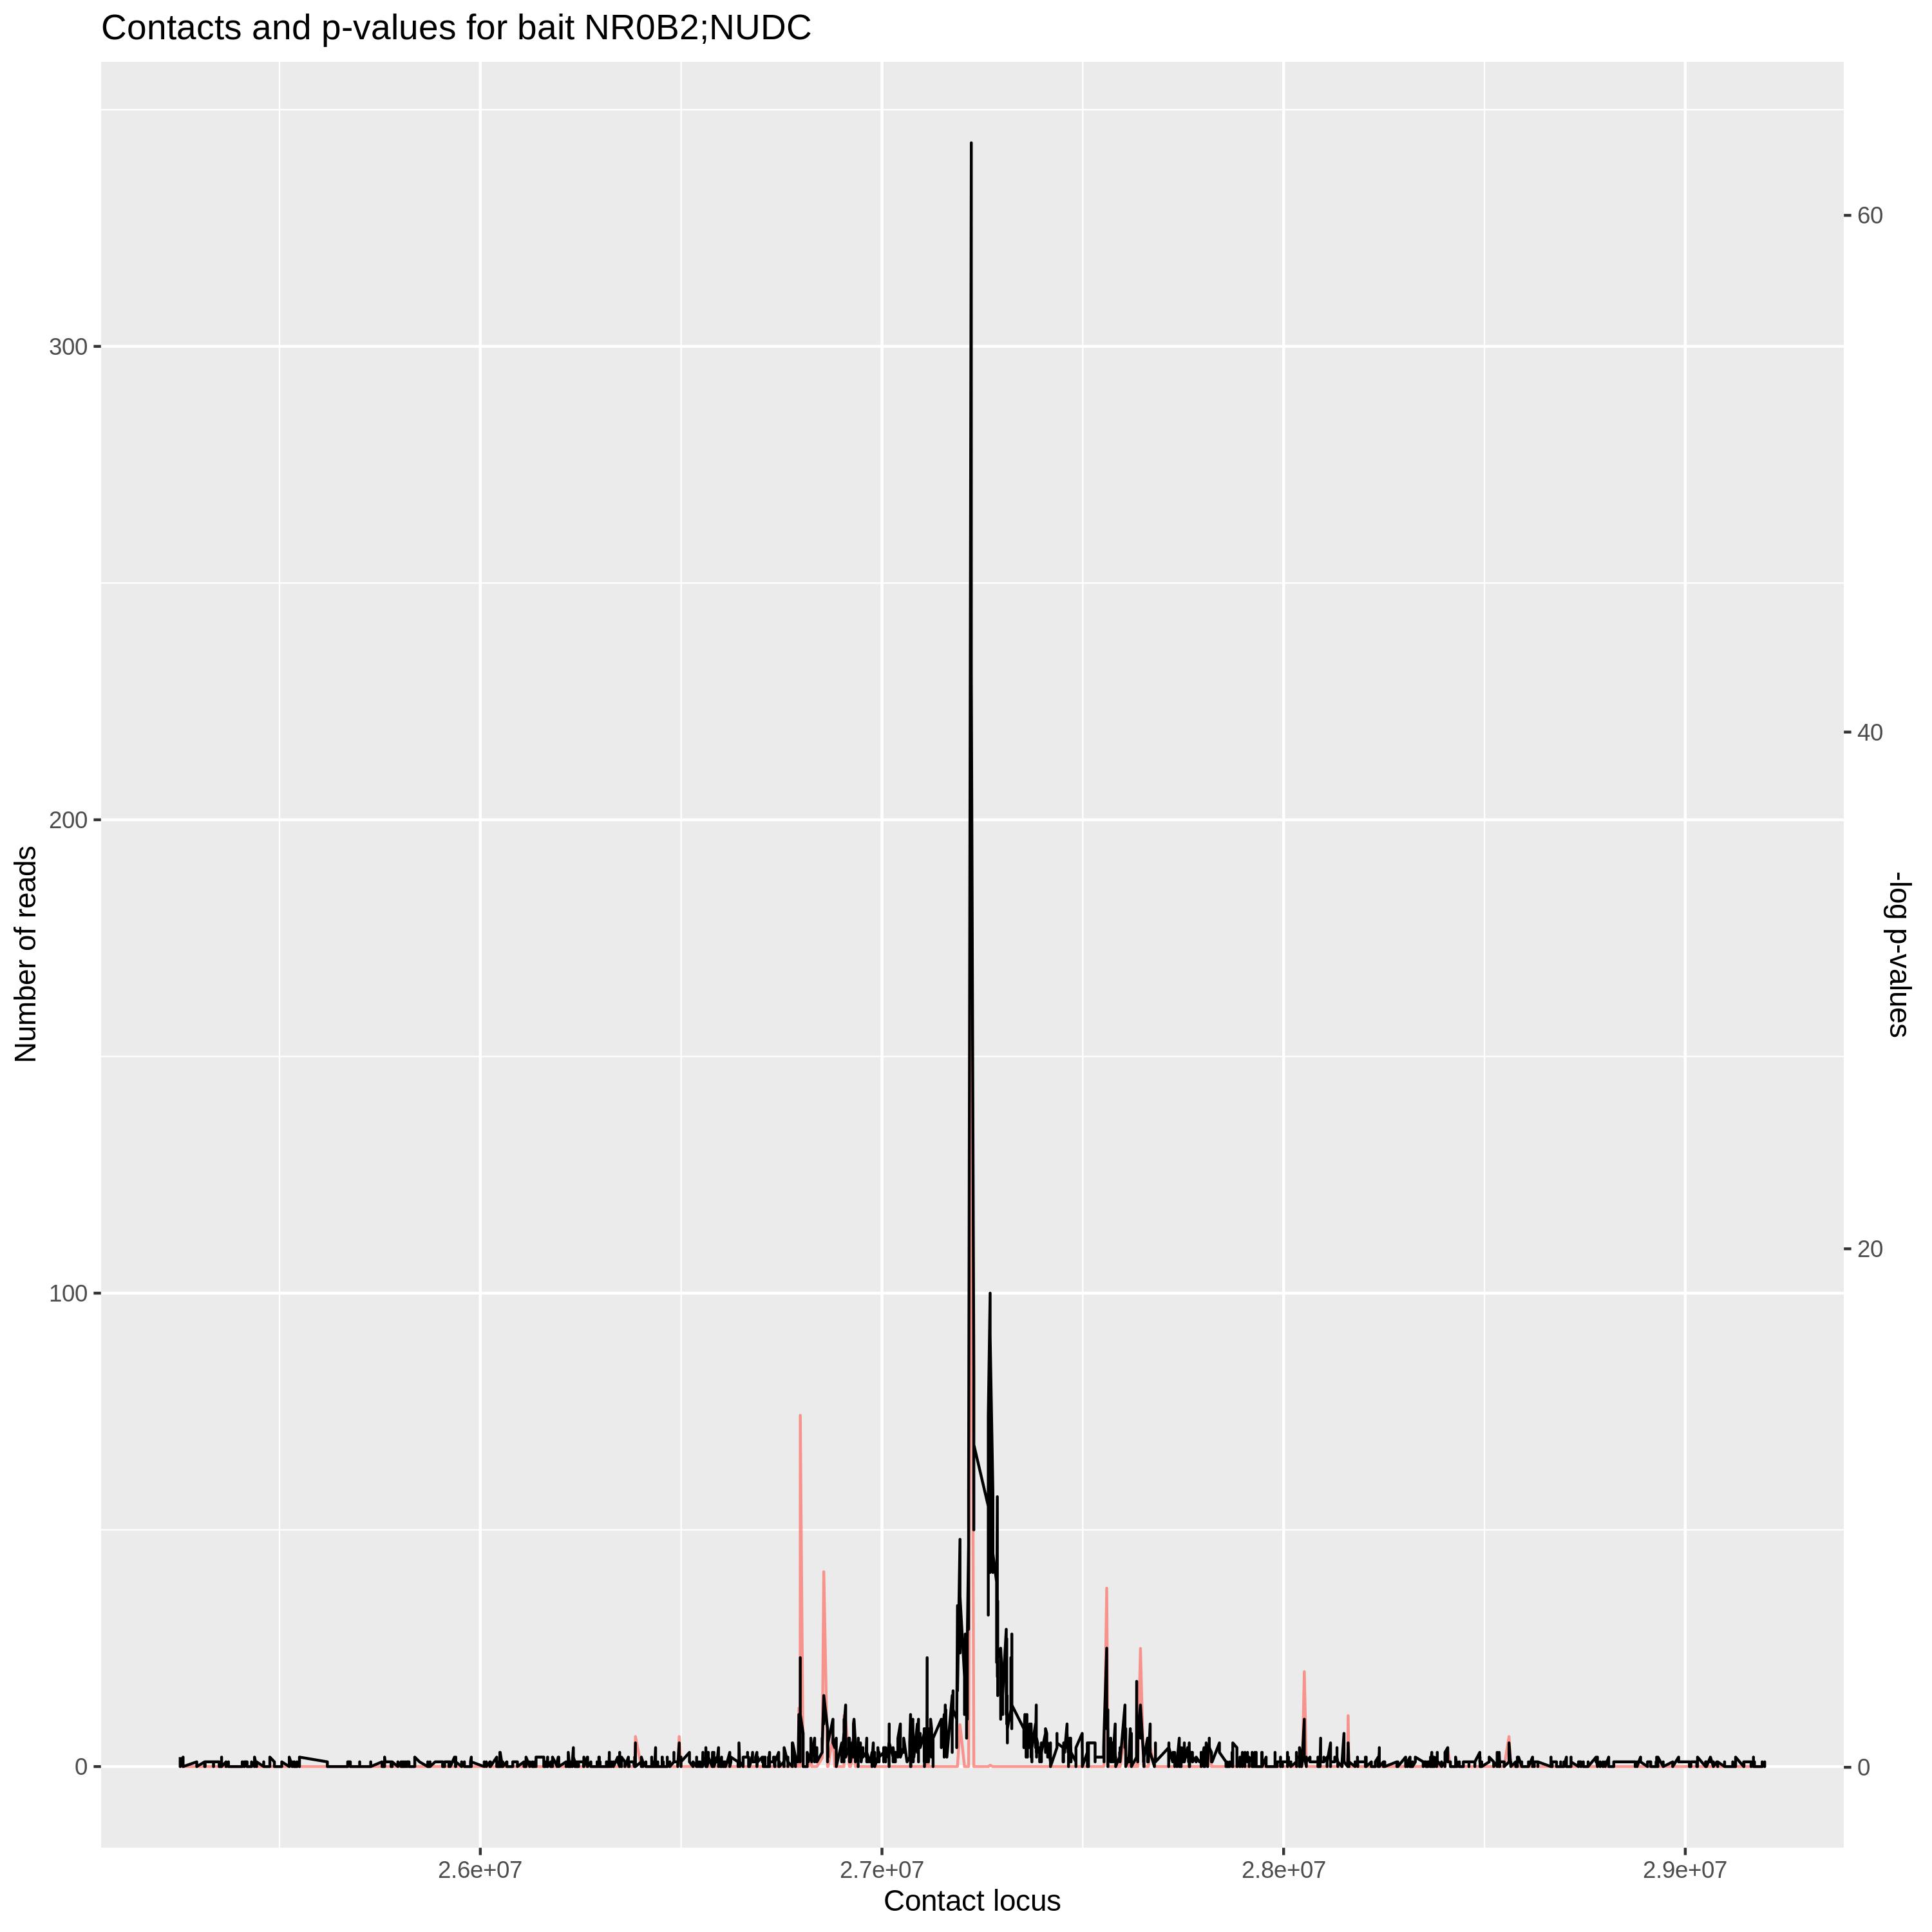 Contacts and p-values for bait NR0B2;NUDC
Number of reads
300
200
100
0
60
40
20
0
-log p-values
2.6e+07 2.7e+07 2.8e+07 2.9e+07
Contact locus